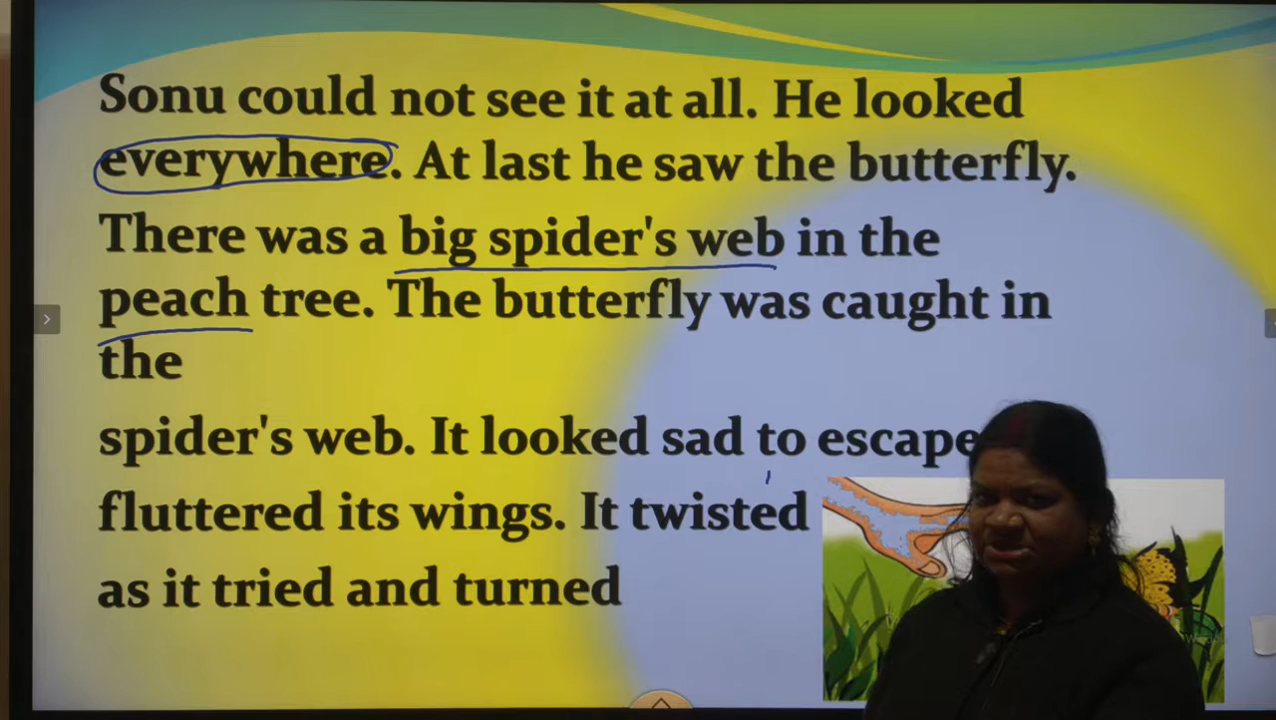 Sonu could not see it at all. He looked
everywhere. At last he saw the butterfly.
There was a big spider's web in the
peach tree. The butterfly was caught in
the
spider's web. It looked sad to escape
fluttered its wings. It twisted
as it tried and turned